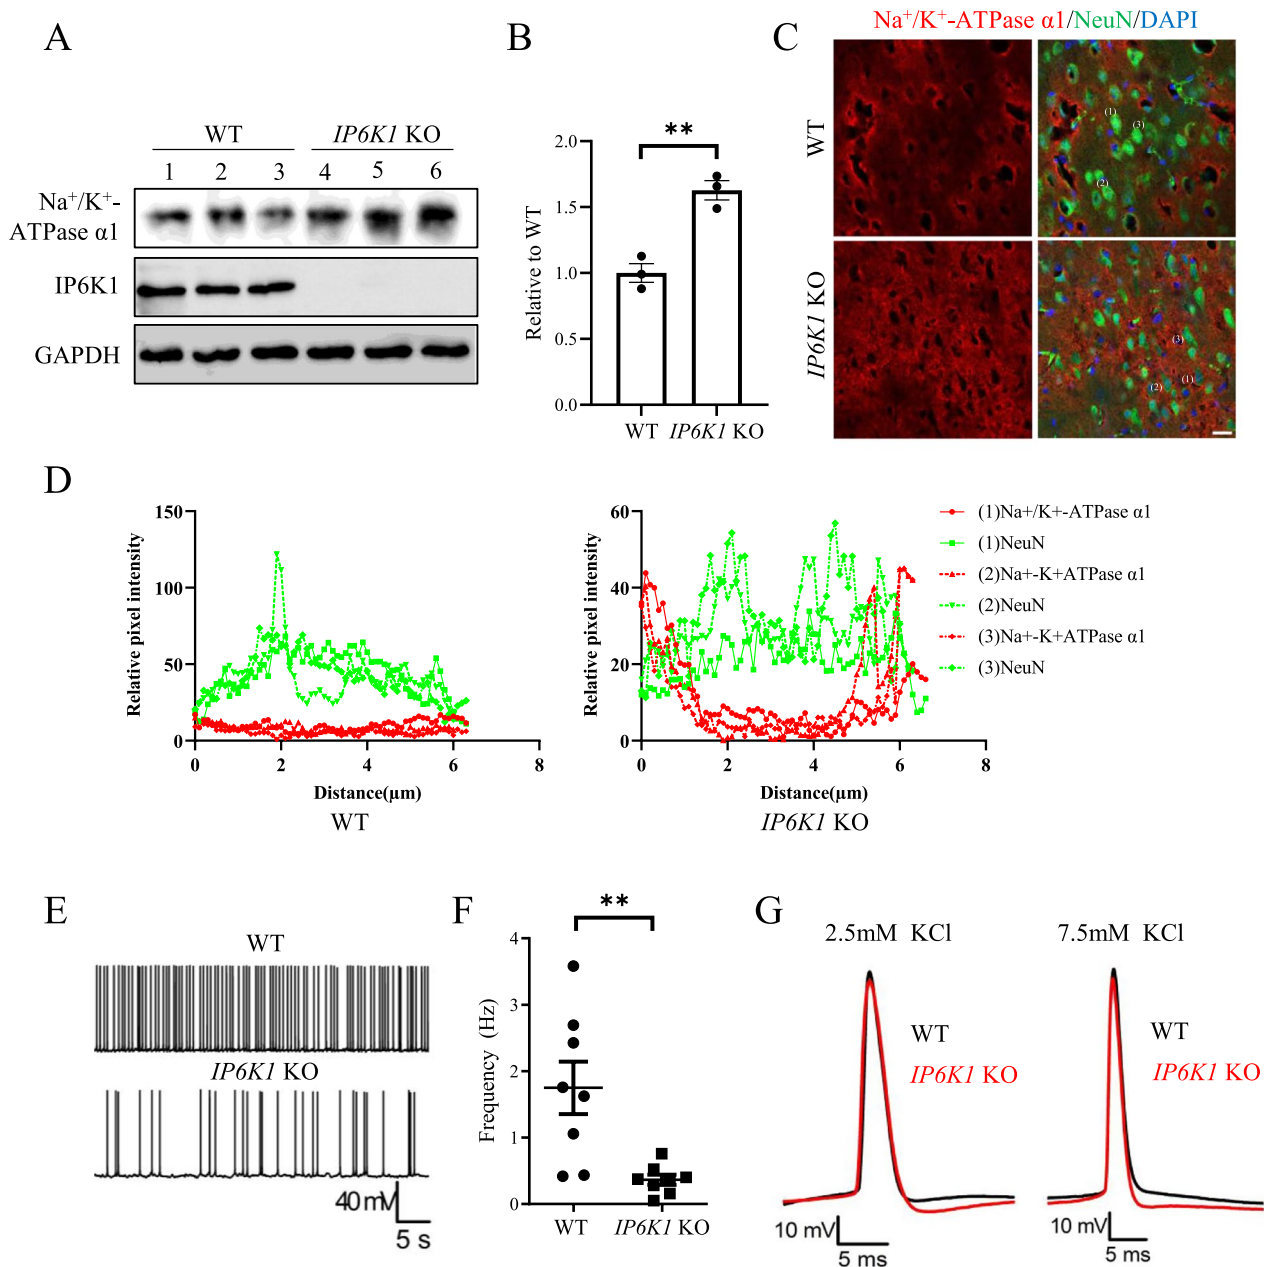 A
WT IP6K1 KO
1 2 3 4 5 6
Na⁺/K⁺-
ATPase α1
IP6K1
GAPDH
B
**
Relative to WT
2.0
1.5
1.0
0.5
0.0
WT IP6K1 KO
C
Na⁺/K⁺-ATPase α1/NeuN/DAPI
WT
(1)
(3)
(2)
IP6K1 KO
(3)
(2)
(1)
D
Relative pixel intensity
150
100
50
0
0 2 4 6 8
Distance(μm)
WT
Relative pixel intensity
60
40
20
0
0 2 4 6 8
Distance(μm)
IP6K1 KO
(1)Na+/K+-ATPase α1
(1)NeuN
(2)Na+-K+ATPase α1
(2)NeuN
(3)Na+-K+ATPase α1
(3)NeuN
E
WT
IP6K1 KO
40 mV
5 s
F
**
Frequency (Hz)
4
3
2
1
0
WT IP6K1 KO
G
2.5mM KCl
WT
IP6K1 KO
10 mV
5 ms
7.5mM KCl
WT
IP6K1 KO
10 mV
5 ms